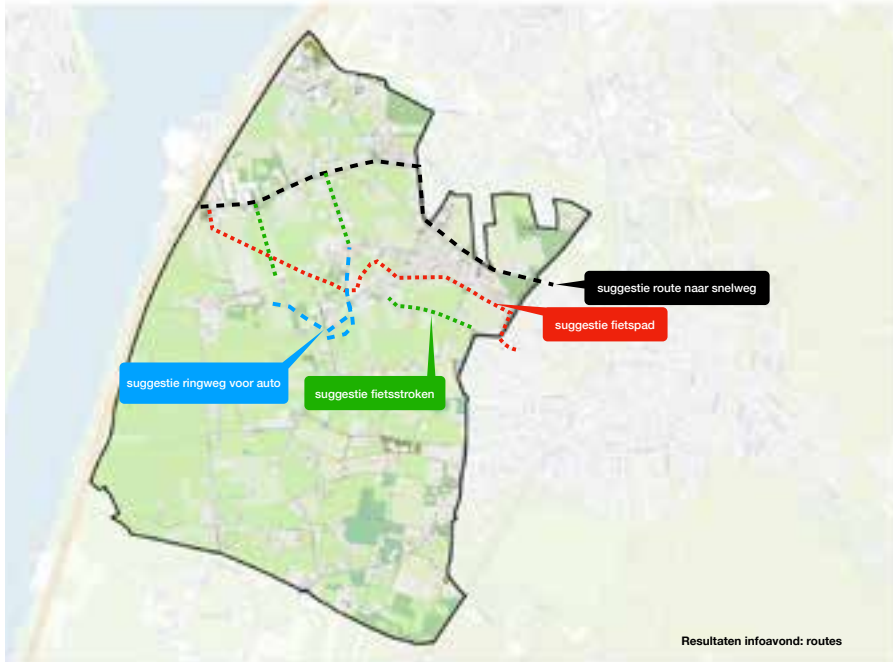 suggestie route naar snelweg
suggestie fietspad
suggestie ringweg voor auto
suggestie fietsstroken
Resultaten infoavond: routes